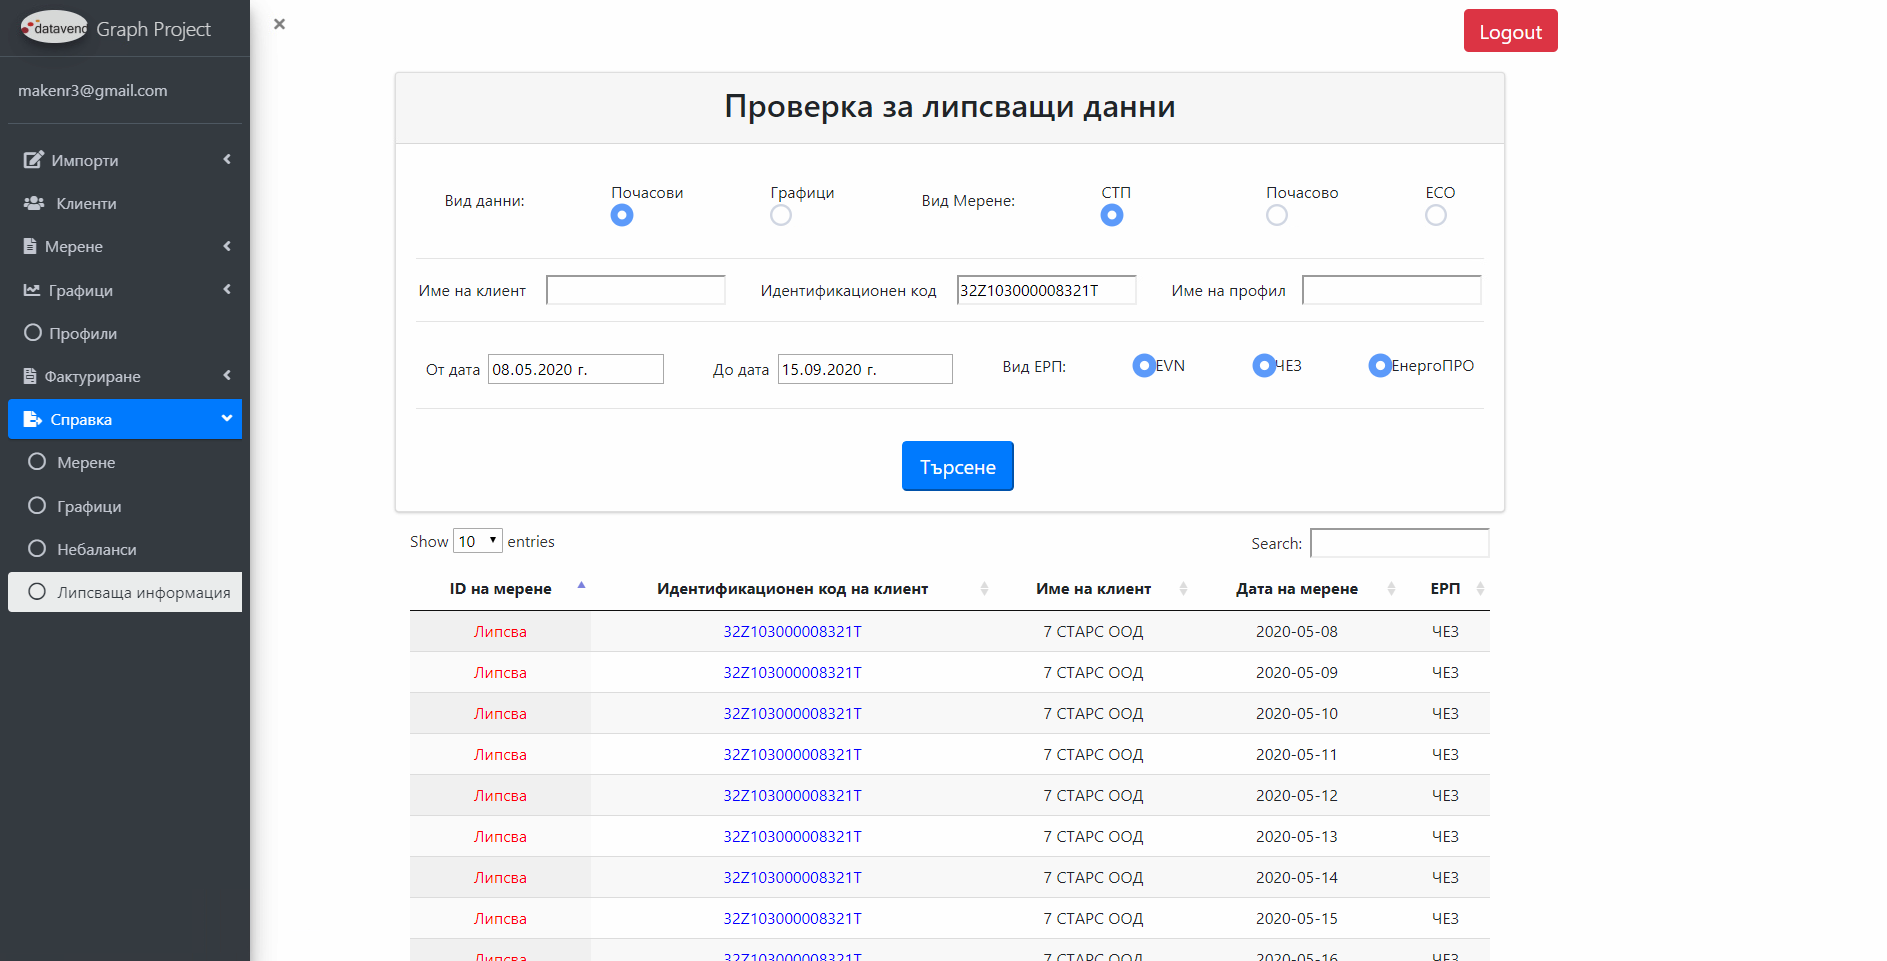 datavend Graph Project
makenr3@gmail.com
Импорти
Клиенти
Мерене
Графици
Профили
Фактуриране
Справка
Мерене
Графици
Небаланси
Липсваща информация
×
Logout
Проверка за липсващи данни
Вид данни: Почасови Графици Вид Мерене: СТП Почасово ЕСО
Име на клиент Идентификационен код 32Z103000008321T Име на профил
От дата 08.05.2020 г. До дата 15.09.2020 г. Вид ЕРП: EVN ЧЕЗ ЕнергоПРО
Търсене
Show 10 entries Search:
ID на мерене Идентификационен код на клиент Име на клиент Дата на мерене ЕРП
Липсва 32Z103000008321T 7 СТАРС ООД 2020-05-08 ЧЕЗ
Липсва 32Z103000008321T 7 СТАРС ООД 2020-05-09 ЧЕЗ
Липсва 32Z103000008321T 7 СТАРС ООД 2020-05-10 ЧЕЗ
Липсва 32Z103000008321T 7 СТАРС ООД 2020-05-11 ЧЕЗ
Липсва 32Z103000008321T 7 СТАРС ООД 2020-05-12 ЧЕЗ
Липсва 32Z103000008321T 7 СТАРС ООД 2020-05-13 ЧЕЗ
Липсва 32Z103000008321T 7 СТАРС ООД 2020-05-14 ЧЕЗ
Липсва 32Z103000008321T 7 СТАРС ООД 2020-05-15 ЧЕЗ
Липсва 32Z103000008321T 7 СТАРС ООД 2020-05-16 ЧЕЗ